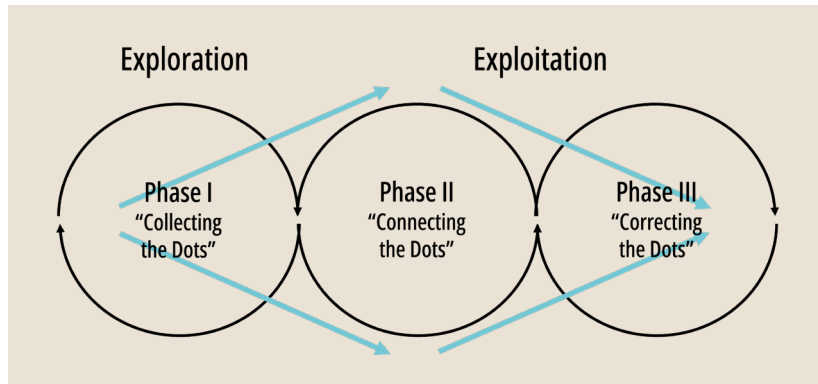 Exploration
Exploitation
Phase I
“Collecting
the Dots”
Phase II
“Connecting
the Dots”
Phase III
“Correcting
the Dots”